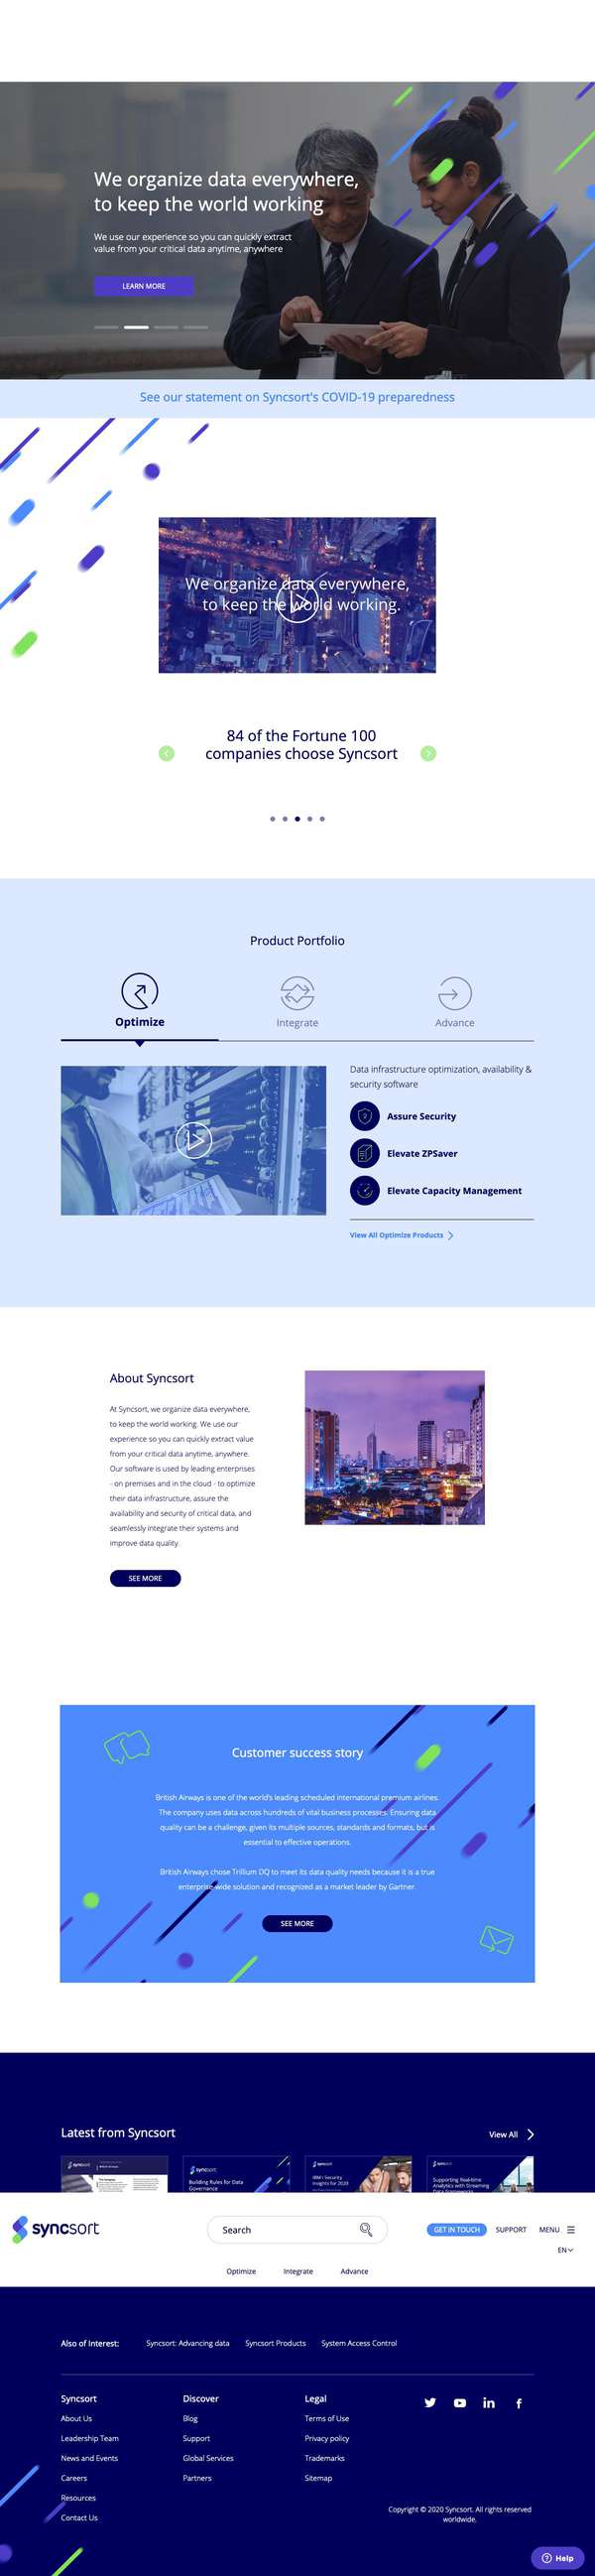 We organize data everywhere,
to keep the world working
We use our experience so you can quickly extract
value from your critical data anytime, anywhere
LEARN MORE
See our statement on Syncsort's COVID-19 preparedness
We organize data everywhere,
to keep the world working.
84 of the Fortune 100
companies choose Syncsort
Product Portfolio
Optimize
Integrate
Advance
Data infrastructure optimization, availability &
security software
Assure Security
Elevate ZPSaver
Elevate Capacity Management
View All Optimize Products
About Syncsort
At Syncsort, we organize data everywhere,
to keep the world working. We use our
experience so you can quickly extract value
from your critical data anytime, anywhere.
Our software is used by leading enterprises
- on premises and in the cloud - to optimize
their data infrastructure, assure the
availability and security of critical data, and
seamlessly integrate their systems and
improve data quality.
SEE MORE
Customer success story
British Airways is one of the world's leading scheduled international premium airlines.
The company uses data across hundreds of vital business processes. Ensuring data
quality can be a challenge, given its multiple sources, standards and formats, but is
essential to effective operations.
British Airways chose Trillium DQ to meet its data quality needs because it is a true
enterprise-wide solution and recognized as a market leader by Gartner.
SEE MORE
Latest from Syncsort
View All
syncsort
syncsort
Building Rules for Data
Governance
syncsort
IBM i Security
Insights for 2020
syncsort
Supporting Real-time
Analytics with Streaming
Data Frameworks
syncsort
Search
GET IN TOUCH
SUPPORT
MENU
EN
Optimize
Integrate
Advance
Also of Interest:
Syncsort: Advancing data
Syncsort Products
System Access Control
Syncsort
About Us
Leadership Team
News and Events
Careers
Resources
Contact Us
Discover
Blog
Support
Global Services
Partners
Legal
Terms of Use
Privacy policy
Trademarks
Sitemap
Copyright © 2020 Syncsort. All rights reserved
worldwide.
Help